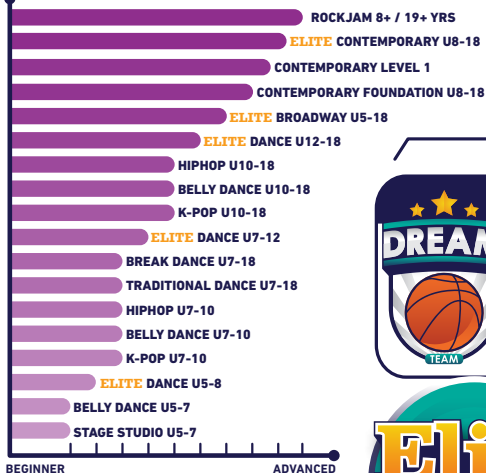 ROCKJAM 8+ / 19+ YRS
ELITE CONTEMPORARY U8-18
CONTEMPORARY LEVEL 1
CONTEMPORARY FOUNDATION U8-18
ELITE BROADWAY U5-18
ELITE DANCE U12-18
HIPHOP U10-18
BELLY DANCE U10-18
K-POP U10-18
ELITE DANCE U7-12
BREAK DANCE U7-18
TRADITIONAL DANCE U7-18
HIPHOP U7-10
BELLY DANCE U7-10
K-POP U7-10
ELITE DANCE U5-8
BELLY DANCE U5-7
STAGE STUDIO U5-7
BEGINNER ADVANCED
TEAM